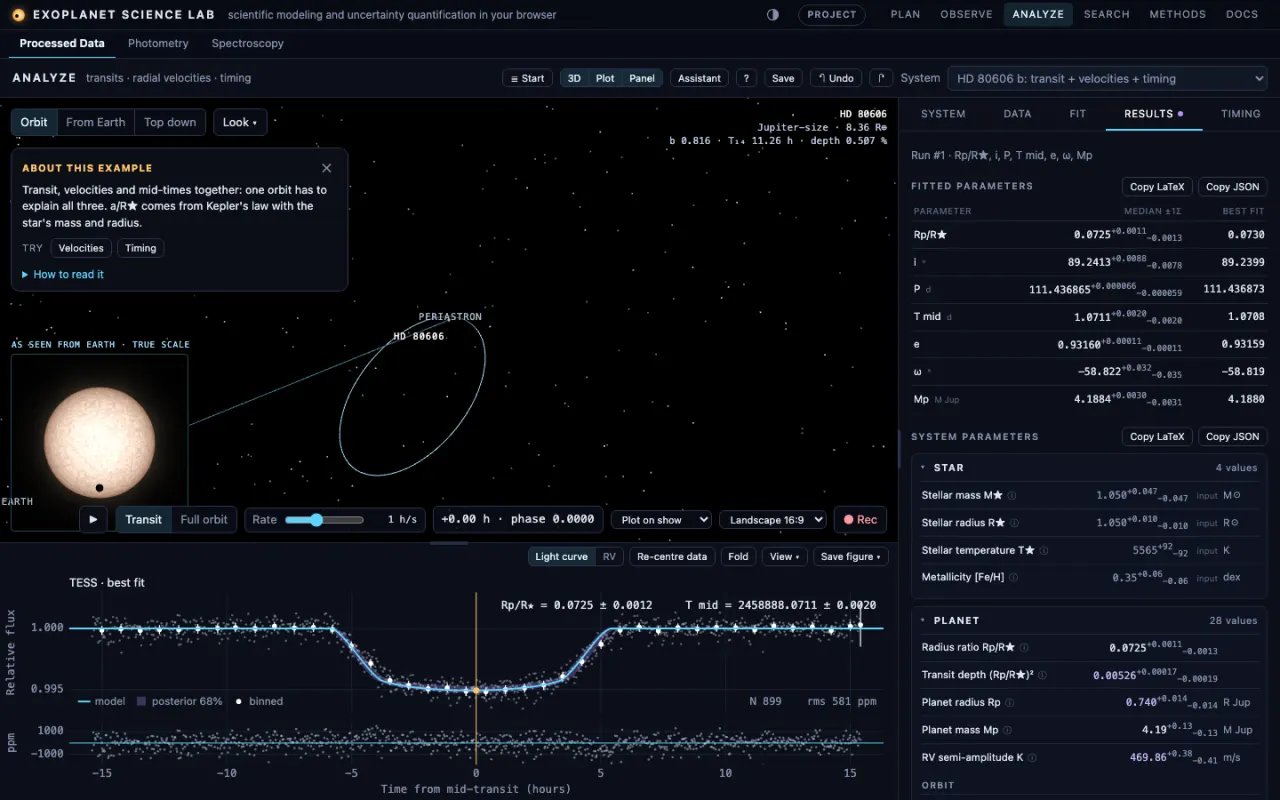 EXOPLANET SCIENCE LAB scientific modeling and uncertainty quantification in your browser PROJECT PLAN OBSERVE ANALYZE SEARCH METHODS DOCS
Processed Data Photometry Spectroscopy
ANALYZE transits · radial velocities · timing ≡ Start 3D Plot Panel Assistant ? Save ↶ Undo ↱ System HD 80606 b: transit + velocities + timing
Orbit From Earth Top down Look ▾
HD 80606
Jupiter-size · 8.36 R⊕
b 0.816 · T₁₄ 11.26 h · depth 0.507 %
ABOUT THIS EXAMPLE ×
Transit, velocities and mid-times together: one orbit has to
explain all three. a/R★ comes from Kepler's law with the
star's mass and radius.
TRY Velocities Timing
▸ How to read it
PERIASTRON
HD 80606
AS SEEN FROM EARTH · TRUE SCALE
EARTH
▶ Transit Full orbit Rate 1 h/s +0.00 h · phase 0.0000 Plot on show Landscape 16:9 Rec
Light curve RV Re-centre data Fold View ▾ Save figure ▾
TESS · best fit
Rp/R★ = 0.0725 ± 0.0012 T mid = 2458888.0711 ± 0.0020
Relative flux
1.000
0.995
model posterior 68% binned N 899 rms 581 ppm
ppm
1000
−1000
−15 −10 −5 0 5 10 15
Time from mid-transit (hours)
SYSTEM DATA FIT RESULTS TIMING
Run #1 · Rp/R★, i, P, T mid, e, ω, Mp
FITTED PARAMETERS Copy LaTeX Copy JSON
PARAMETER MEDIAN ±1Σ BEST FIT
Rp/R★ 0.0725 +0.0011 −0.0013 0.0730
i ° 89.2413 +0.0088 −0.0078 89.2399
P d 111.436865 +0.000066 −0.000059 111.436873
T mid d 1.0711 +0.0020 −0.0020 1.0708
e 0.93160 +0.00011 −0.00011 0.93159
ω ° −58.822 +0.032 −0.035 −58.819
Mp M Jup 4.1884 +0.0030 −0.0031 4.1880
SYSTEM PARAMETERS Copy LaTeX Copy JSON
▾ STAR 4 values
Stellar mass M★ ⓘ 1.050 +0.047 −0.047 input M⊙
Stellar radius R★ ⓘ 1.050 +0.010 −0.010 input R⊙
Stellar temperature T★ ⓘ 5565 +92 −92 input K
Metallicity [Fe/H] ⓘ 0.35 +0.06 −0.06 input dex
▾ PLANET 28 values
Radius ratio Rp/R★ ⓘ 0.0725 +0.0011 −0.0013
Transit depth (Rp/R★)² ⓘ 0.00526 +0.00017 −0.00019
Planet radius Rp ⓘ 0.740 +0.014 −0.014 R Jup
Planet mass Mp ⓘ 4.19 +0.13 −0.13 M Jup
RV semi-amplitude K ⓘ 469.86 +0.38 −0.41 m/s
ORBIT